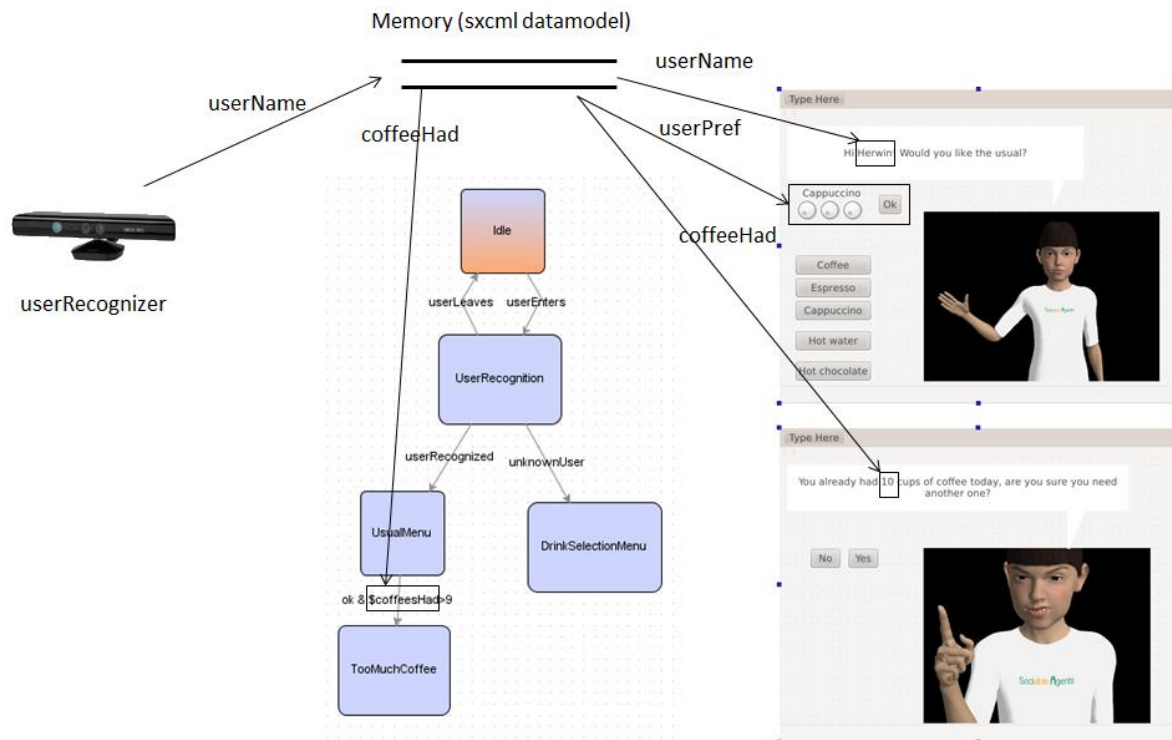 Memory (sxcml datamodel)
userName
userName
coffeeHad
userPref
coffeeHad
userRecognizer
Idle
userLeaves
userEnters
UserRecognition
userRecognized
unknownUser
UsualMenu
DrinkSelectionMenu
ok & $coffeesHad>9
TooMuchCoffee
Type Here
Hi Herwin! Would you like the usual?
Cappuccino
Ok
Coffee
Espresso
Cappuccino
Hot water
Hot chocolate
Sociable Agents
Type Here
You already had 10 cups of coffee today, are you sure you need
another one?
No
Yes
Sociable Agents